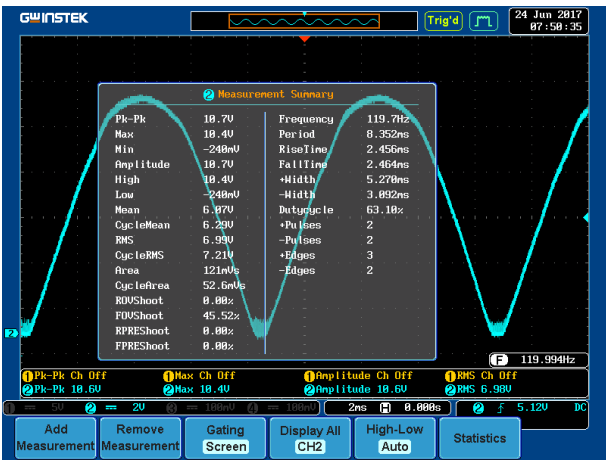 GWINSTEK
Trig'd
24 Jun 2017
07:50:35
2 Measurement Summary
Pk-Pk 10.7V Frequency 119.7Hz
Max 10.4V Period 8.352ms
Min -240mV RiseTime 2.456ms
Amplitude 10.7V FallTime 2.464ms
High 10.4V +Width 5.270ms
Low -240mV -Width 3.092ms
Mean 6.07V Dutycycle 63.10%
CycleMean 6.29V +Pulses 2
RMS 6.99V -Pulses 2
CycleRMS 7.21V +Edges 3
Area 121mVs -Edges 2
CycleArea 52.6mVs
ROVShoot 0.00%
FOVShoot 45.52%
RPREShoot 0.00%
FPREShoot 0.00%
2
F 119.994Hz
1 Pk-Pk Ch Off 1 Max Ch Off 1 Amplitude Ch Off 1 RMS Ch Off
2 Pk-Pk 10.6V 2 Max 10.4V 2 Amplitude 10.6V 2 RMS 6.98V
1 5V 2 2V 3 100mV 4 100mV 2ms H 0.000s 2 5.12V DC
Add Measurement
Remove Measurement
Gating
Screen
Display All
CH2
High-Low
Auto
Statistics